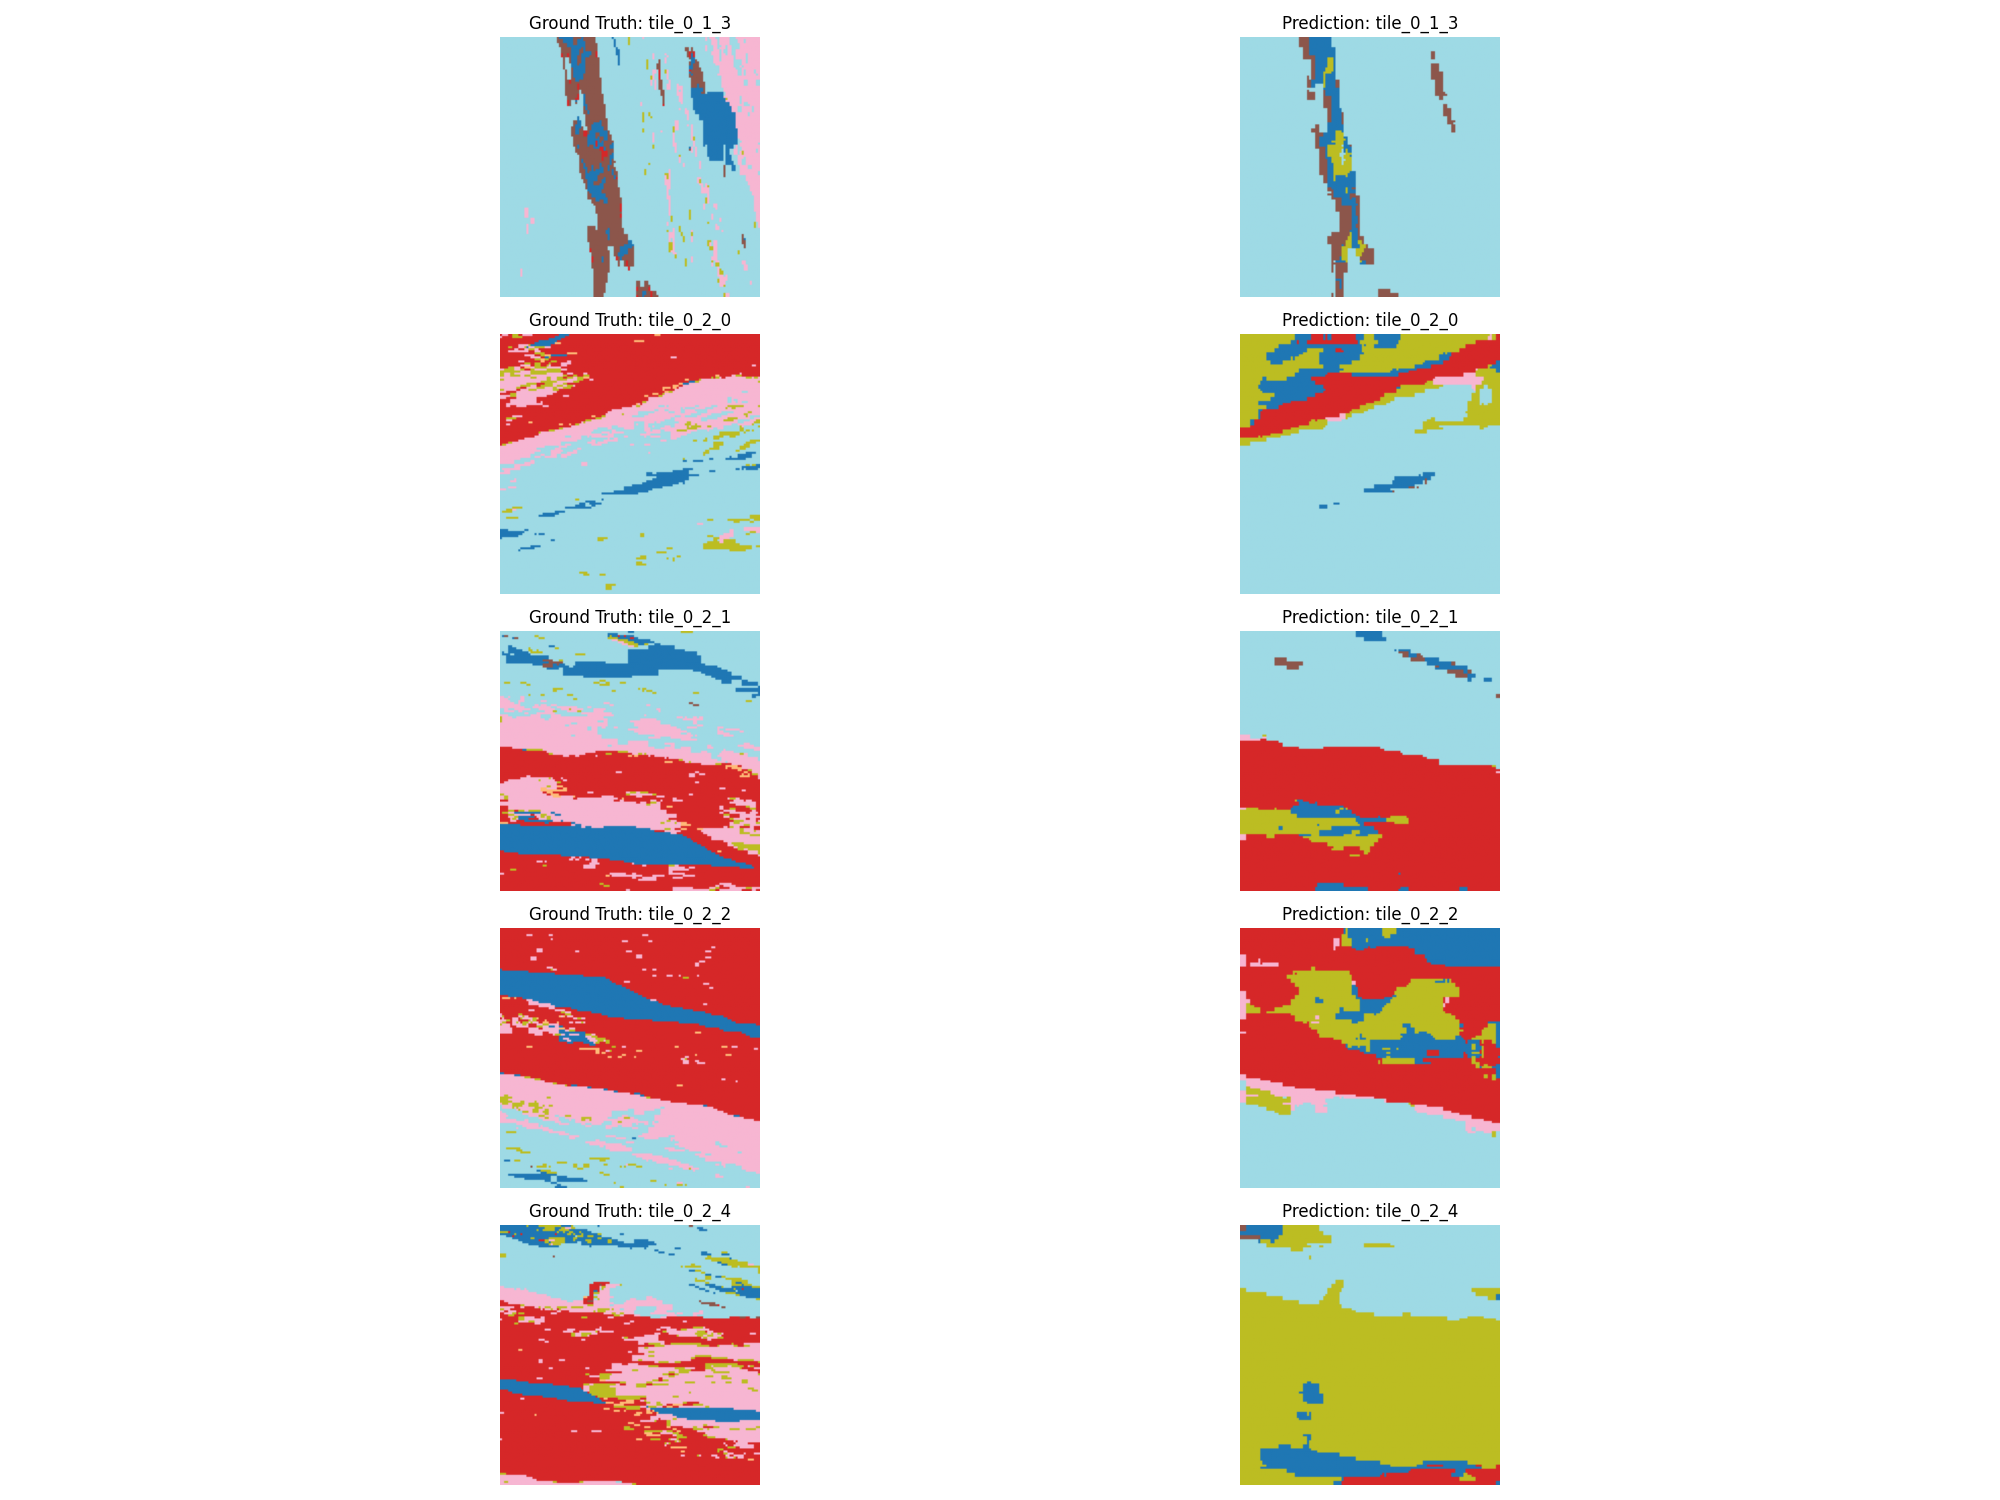 Ground Truth: tile_0_1_3
Prediction: tile_0_1_3
Ground Truth: tile_0_2_0
Prediction: tile_0_2_0
Ground Truth: tile_0_2_1
Prediction: tile_0_2_1
Ground Truth: tile_0_2_2
Prediction: tile_0_2_2
Ground Truth: tile_0_2_4
Prediction: tile_0_2_4